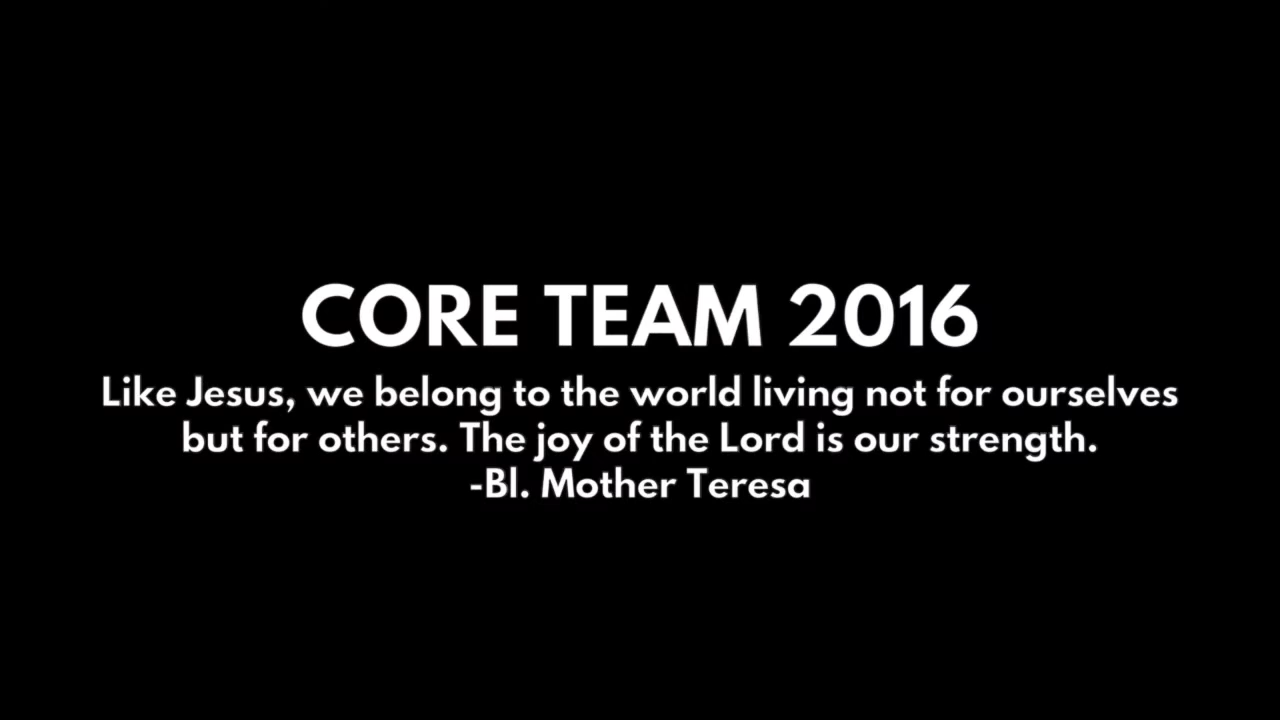 CORE TEAM 2016
Like Jesus, we belong to the world living not for ourselves
but for others. The joy of the Lord is our strength.
-Bl. Mother Teresa